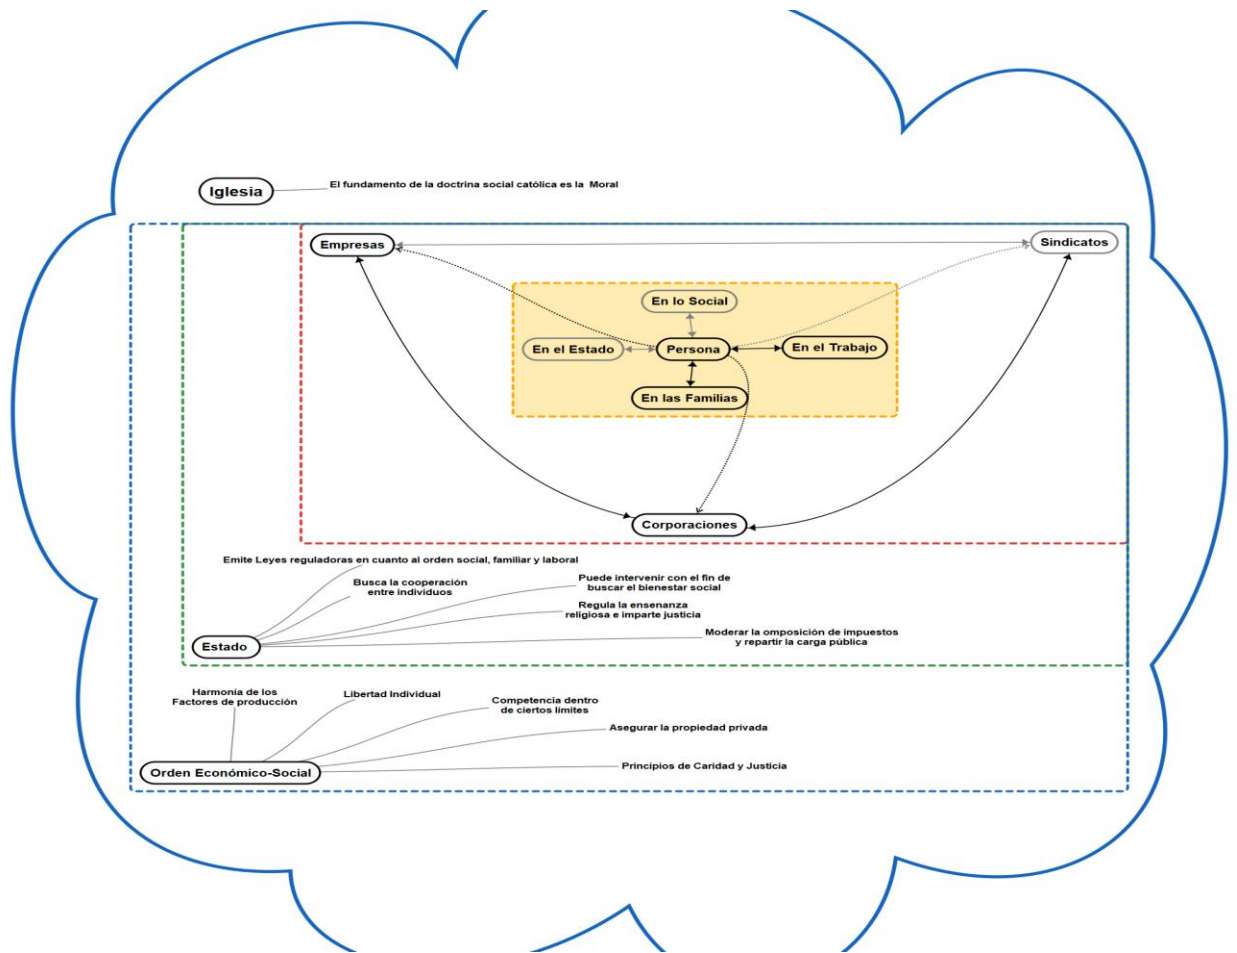 Iglesia
El fundamento de la doctrina social católica es la Moral
Empresas
Sindicatos
En lo Social
En el Estado
Persona
En el Trabajo
En las Familias
Corporaciones
Emite Leyes reguladoras en cuanto al orden social, familiar y laboral
Busca la cooperación
entre individuos
Puede intervenir con el fin de
buscar el bienestar social
Regula la ensenanza
religiosa e imparte justicia
Estado
Moderar la omposición de impuestos
y repartir la carga pública
Harmonía de los
Factores de producción
Libertad Individual
Competencia dentro
de ciertos límites
Asegurar la propiedad privada
Orden Económico-Social
Principios de Caridad y Justicia